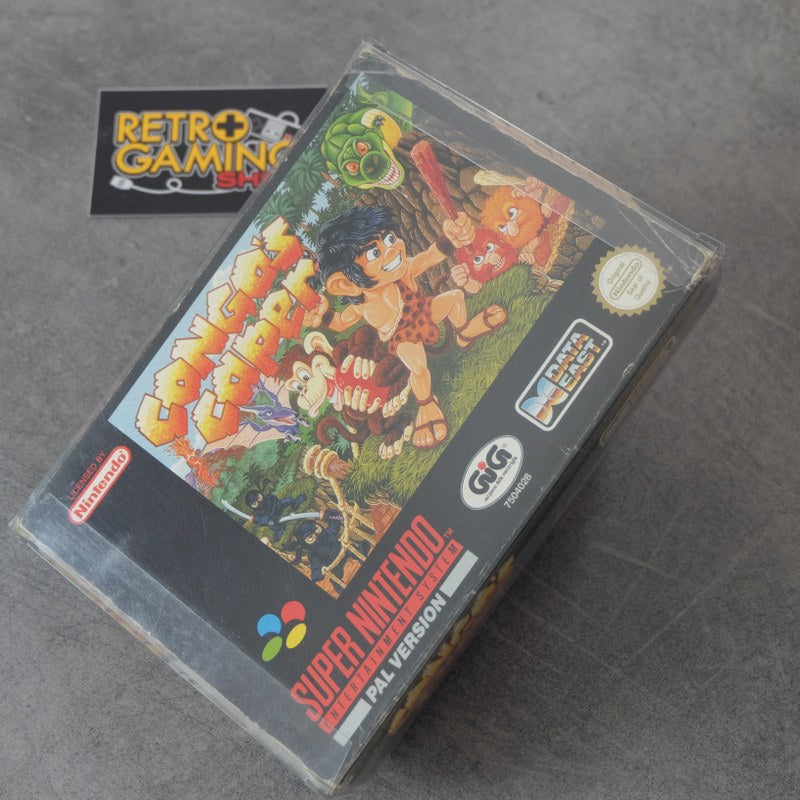 RETRO
GAMING
SH
CONGO'S
CAPER
LICENSED BY
Nintendo
Original
Nintendo
Seal of
Quality
DATA
EAST
GiG
7504028
SUPER NINTENDO
ENTERTAINMENT SYSTEM
PAL VERSION